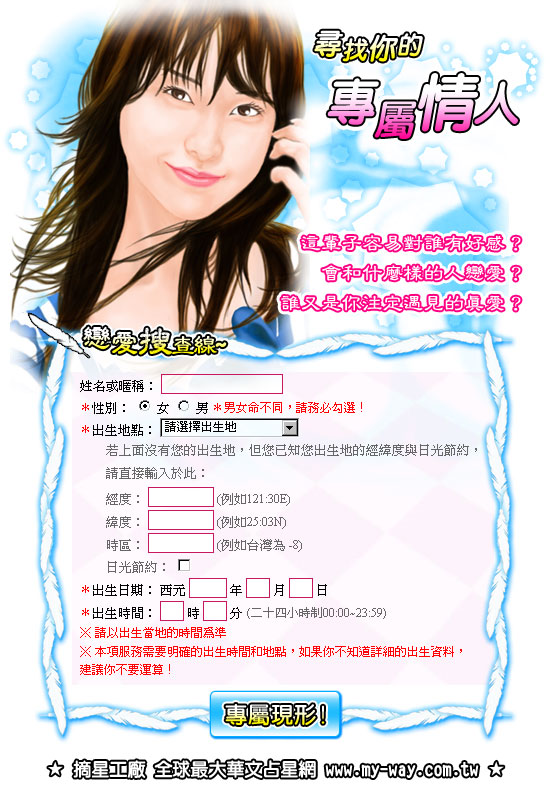 尋找你的
專屬情人
這輩子容易對誰有好感？
會和什麼樣的人戀愛？
誰又是你注定遇見的真愛？
戀愛搜查線~
姓名或暱稱：
＊性別： 女 男 ＊男女命不同，請務必勾選！
＊出生地點： 請選擇出生地
若上面沒有您的出生地，但您已知您出生地的經緯度與日光節約，
請直接輸入於此：
經度： (例如121:30E)
緯度： (例如25:03N)
時區： (例如台灣為 -8)
日光節約：
＊出生日期： 西元 年 月 日
＊出生時間： 時 分 (二十四小時制00:00~23:59)
※ 請以出生當地的時間為準
※ 本項服務需要明確的出生時間和地點，如果你不知道詳細的出生資料，
建議你不要運算！
專屬現形！
★ 摘星工廠 全球最大華文占星網 www.my-way.com.tw ★